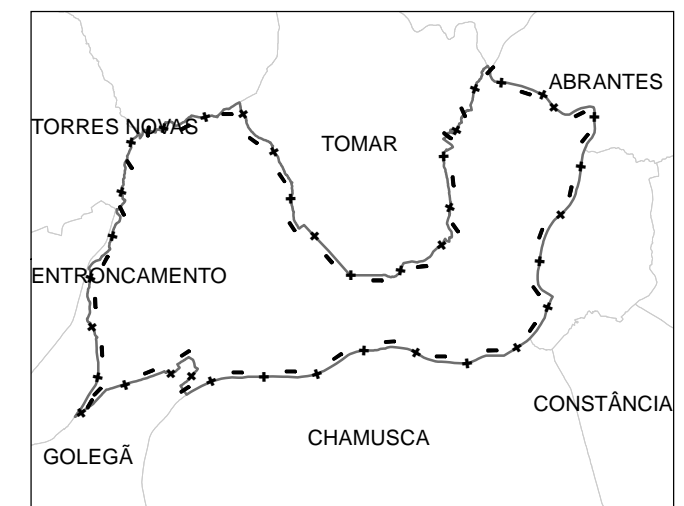 ABRANTES
TORRES NOVAS
TOMAR
ENTRONCAMENTO
CONSTÂNCIA
CHAMUSCA
GOLEGÃ